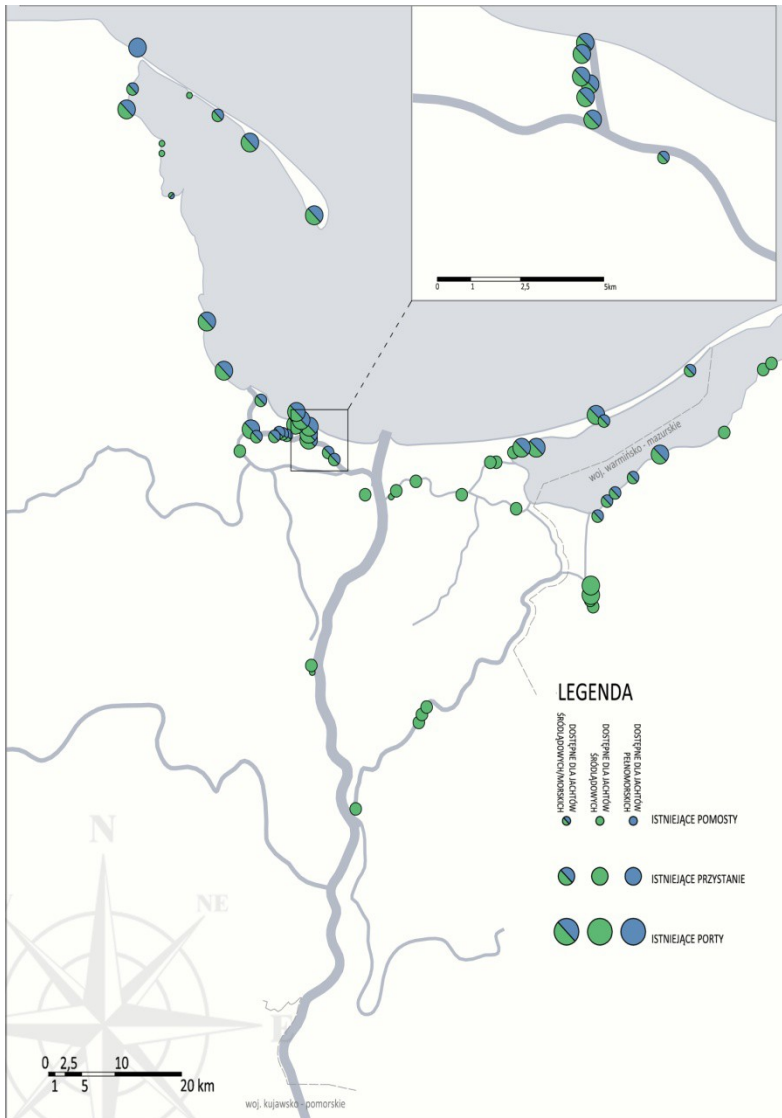 0 1 2,5 5km
woj. warmińsko - mazurskie
LEGENDA
DOSTĘPNE DLA JACHTÓW
ŚRÓDLĄDOWYCH/MORSKICH
DOSTĘPNE DLA JACHTÓW
ŚRÓDLĄDOWYCH
DOSTĘPNE DLA JACHTÓW
PEŁNOMORSKICH
ISTNIEJĄCE POMOSTY
ISTNIEJĄCE PRZYSTANIE
ISTNIEJĄCE PORTY
N
NE
E
0 2,5 10
1 5 20 km
woj. kujawsko - pomorskie